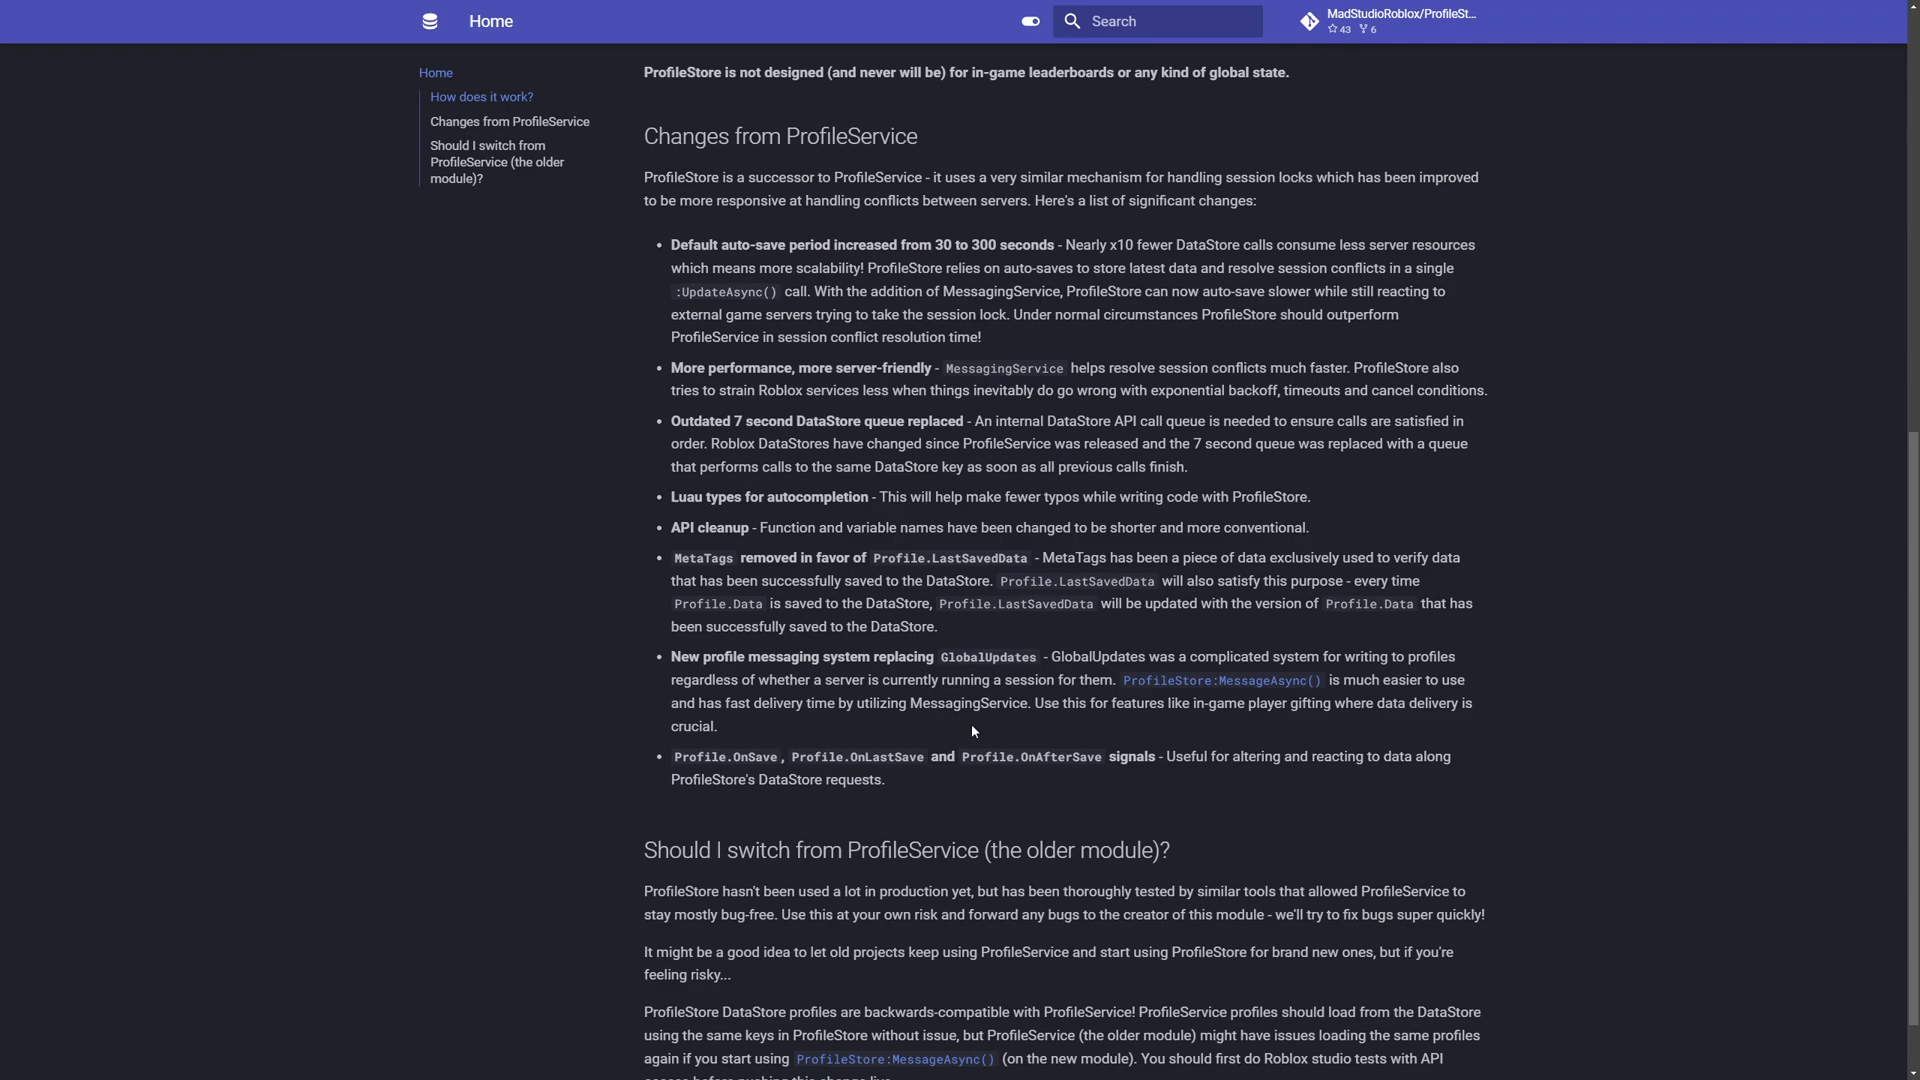 Home
Search
MadStudioRoblox/ProfileSt...
43 6
Home
How does it work?
Changes from ProfileService
Should I switch from
ProfileService (the older
module)?
ProfileStore is not designed (and never will be) for in-game leaderboards or any kind of global state.
Changes from ProfileService
ProfileStore is a successor to ProfileService - it uses a very similar mechanism for handling session locks which has been improved
to be more responsive at handling conflicts between servers. Here's a list of significant changes:
• Default auto-save period increased from 30 to 300 seconds - Nearly x10 fewer DataStore calls consume less server resources
which means more scalability! ProfileStore relies on auto-saves to store latest data and resolve session conflicts in a single
:UpdateAsync() call. With the addition of MessagingService, ProfileStore can now auto-save slower while still reacting to
external game servers trying to take the session lock. Under normal circumstances ProfileStore should outperform
ProfileService in session conflict resolution time!
• More performance, more server-friendly - MessagingService helps resolve session conflicts much faster. ProfileStore also
tries to strain Roblox services less when things inevitably do go wrong with exponential backoff, timeouts and cancel conditions.
• Outdated 7 second DataStore queue replaced - An internal DataStore API call queue is needed to ensure calls are satisfied in
order. Roblox DataStores have changed since ProfileService was released and the 7 second queue was replaced with a queue
that performs calls to the same DataStore key as soon as all previous calls finish.
• Luau types for autocompletion - This will help make fewer typos while writing code with ProfileStore.
• API cleanup - Function and variable names have been changed to be shorter and more conventional.
• MetaTags removed in favor of Profile.LastSavedData - MetaTags has been a piece of data exclusively used to verify data
that has been successfully saved to the DataStore. Profile.LastSavedData will also satisfy this purpose - every time
Profile.Data is saved to the DataStore, Profile.LastSavedData will be updated with the version of Profile.Data that has
been successfully saved to the DataStore.
• New profile messaging system replacing GlobalUpdates - GlobalUpdates was a complicated system for writing to profiles
regardless of whether a server is currently running a session for them. ProfileStore:MessageAsync() is much easier to use
and has fast delivery time by utilizing MessagingService. Use this for features like in-game player gifting where data delivery is
crucial.
• Profile.OnSave, Profile.OnLastSave and Profile.OnAfterSave signals - Useful for altering and reacting to data along
ProfileStore's DataStore requests.
Should I switch from ProfileService (the older module)?
ProfileStore hasn't been used a lot in production yet, but has been thoroughly tested by similar tools that allowed ProfileService to
stay mostly bug-free. Use this at your own risk and forward any bugs to the creator of this module - we'll try to fix bugs super quickly!
It might be a good idea to let old projects keep using ProfileService and start using ProfileStore for brand new ones, but if you're
feeling risky...
ProfileStore DataStore profiles are backwards-compatible with ProfileService! ProfileService profiles should load from the DataStore
using the same keys in ProfileStore without issue, but ProfileService (the older module) might have issues loading the same profiles
again if you start using ProfileStore:MessageAsync() (on the new module). You should first do Roblox studio tests with API